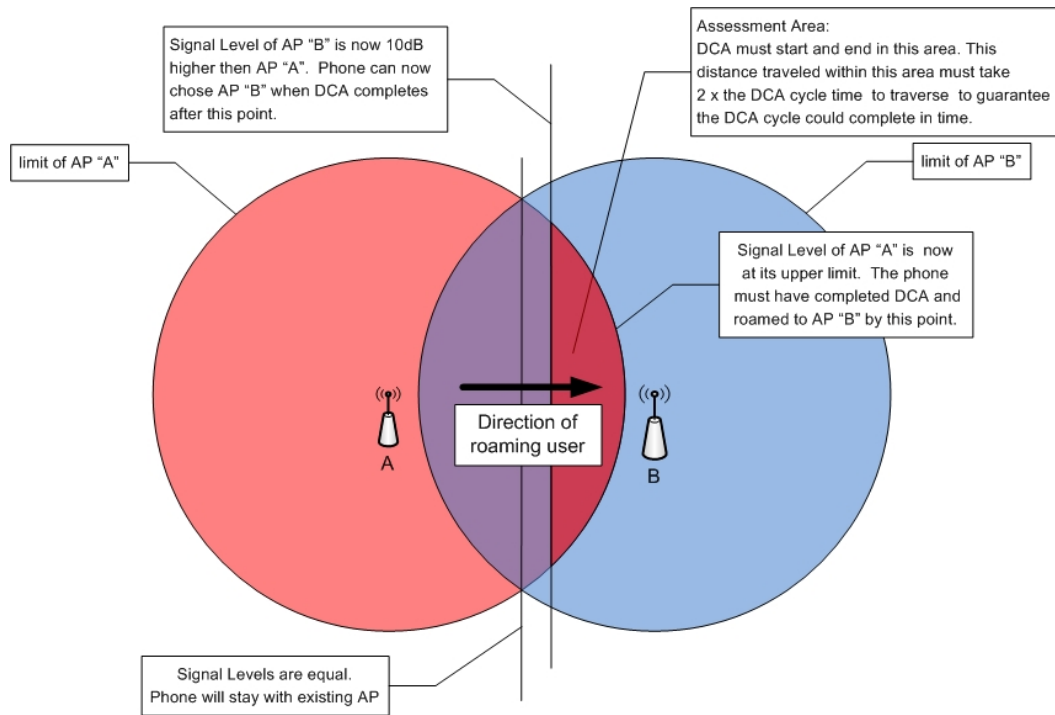 Signal Level of AP “B” is now 10dB
higher then AP “A”.  Phone can now
chose AP “B” when DCA completes
after this point.
Assessment Area:
DCA must start and end in this area. This
distance traveled within this area must take
2 x the DCA cycle time  to traverse  to guarantee
the DCA cycle could complete in time.
limit of AP “A”
limit of AP “B”
Signal Level of AP “A” is  now
at its upper limit.  The phone
must have completed DCA and
roamed to AP “B” by this point.
Direction of
roaming user
A
B
Signal Levels are equal.
Phone will stay with existing AP